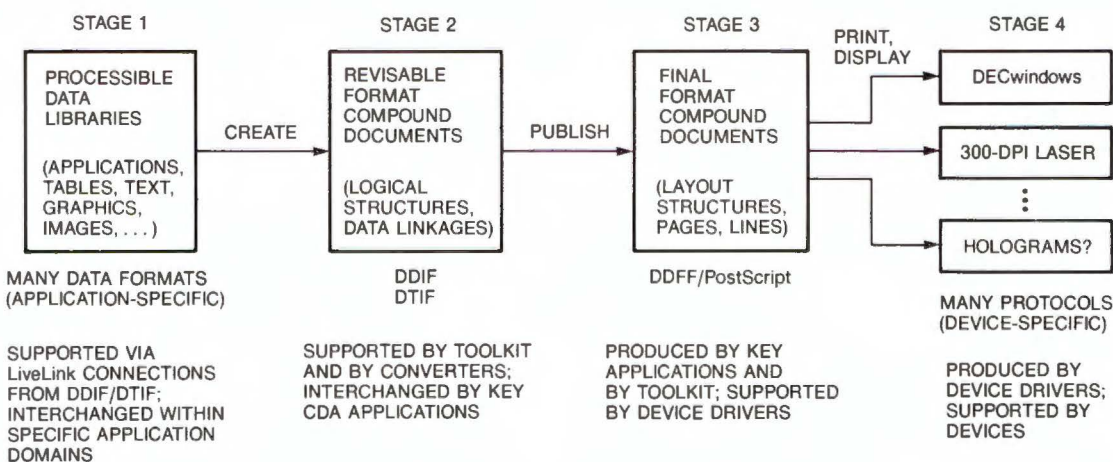 STAGE 1
PROCESSIBLE
DATA
LIBRARIES
(APPLICATIONS,
TABLES, TEXT,
GRAPHICS,
IMAGES, . . . )
MANY DATA FORMATS
(APPLICATION-SPECIFIC)
SUPPORTED VIA
LiveLink CONNECTIONS
FROM DDIF/DTIF;
INTERCHANGED WITHIN
SPECIFIC APPLICATION
DOMAINS
CREATE
STAGE 2
REVISABLE
FORMAT
COMPOUND
DOCUMENTS
(LOGICAL
STRUCTURES,
DATA LINKAGES)
DDIF
DTIF
SUPPORTED BY TOOLKIT
AND BY CONVERTERS;
INTERCHANGED BY KEY
CDA APPLICATIONS
PUBLISH
STAGE 3
FINAL
FORMAT
COMPOUND
DOCUMENTS
(LAYOUT
STRUCTURES,
PAGES, LINES)
DDFF/PostScript
PRODUCED BY KEY
APPLICATIONS AND
BY TOOLKIT; SUPPORTED
BY DEVICE DRIVERS
PRINT,
DISPLAY
STAGE 4
DECwindows
300-DPI LASER
HOLOGRAMS?
MANY PROTOCOLS
(DEVICE-SPECIFIC)
PRODUCED BY
DEVICE DRIVERS;
SUPPORTED BY
DEVICES